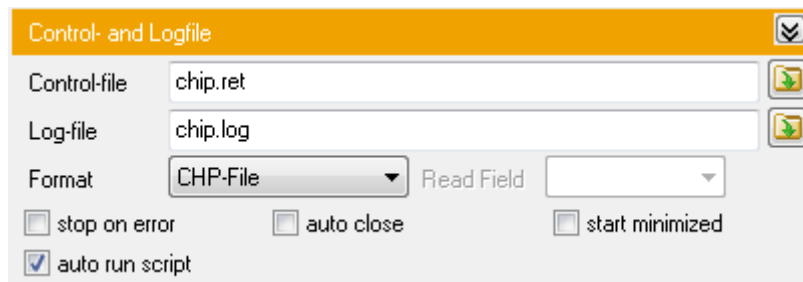 Control- and Logfile
Control-file chip.ret
Log-file chip.log
Format CHP-File Read Field
stop on error auto close start minimized
auto run script